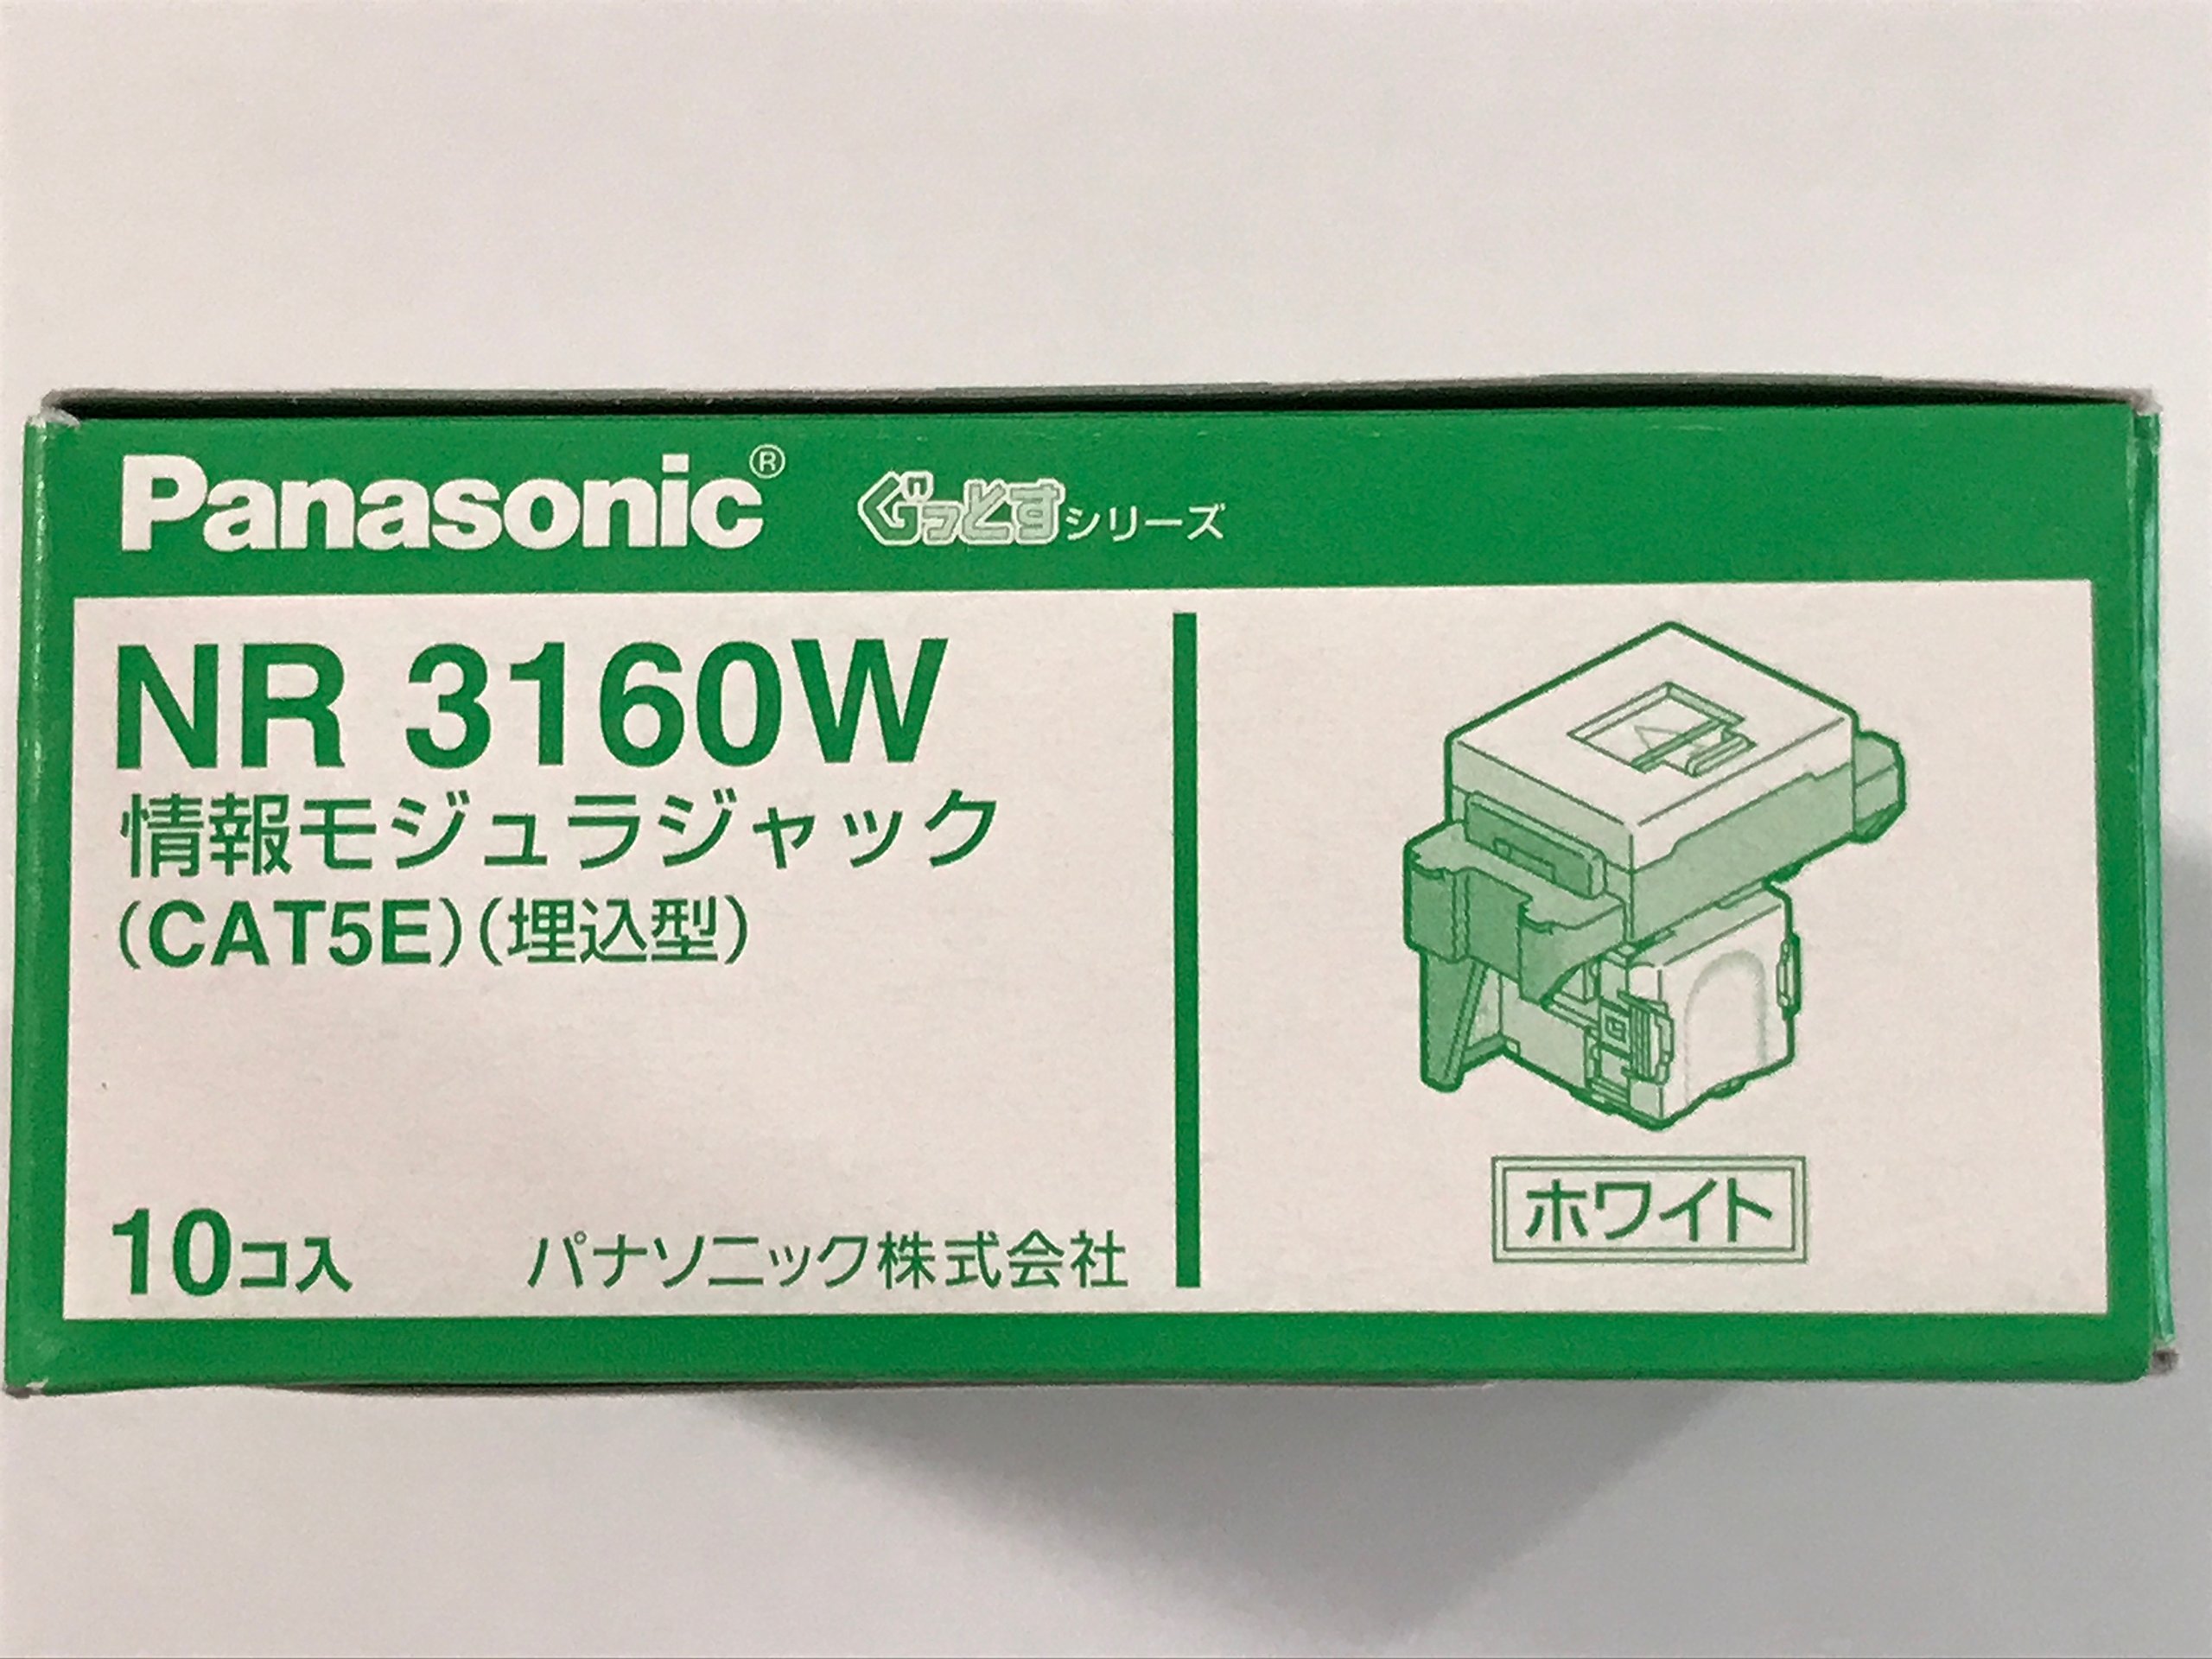 Panasonic® ぐっとすシリーズ
NR 3160W
情報モジュラジャック
(CAT5E)(埋込型)
10コ入 パナソニック株式会社
ホワイト